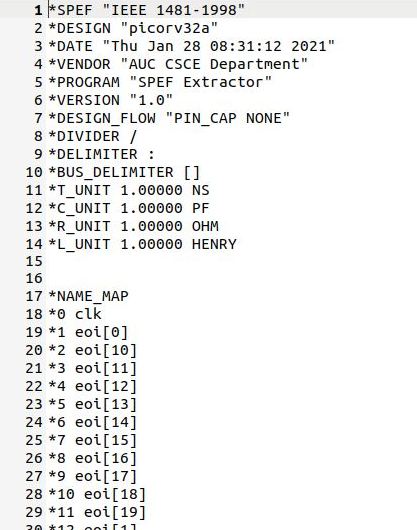 1 *SPEF "IEEE 1481-1998"
2 *DESIGN "picorv32a"
3 *DATE "Thu Jan 28 08:31:12 2021"
4 *VENDOR "AUC CSCE Department"
5 *PROGRAM "SPEF Extractor"
6 *VERSION "1.0"
7 *DESIGN_FLOW "PIN_CAP NONE"
8 *DIVIDER /
9 *DELIMITER :
10 *BUS_DELIMITER []
11 *T_UNIT 1.00000 NS
12 *C_UNIT 1.00000 PF
13 *R_UNIT 1.00000 OHM
14 *L_UNIT 1.00000 HENRY
15
16
17 *NAME_MAP
18 *0 clk
19 *1 eoi[0]
20 *2 eoi[10]
21 *3 eoi[11]
22 *4 eoi[12]
23 *5 eoi[13]
24 *6 eoi[14]
25 *7 eoi[15]
26 *8 eoi[16]
27 *9 eoi[17]
28 *10 eoi[18]
29 *11 eoi[19]
30 *12 eoi[1]